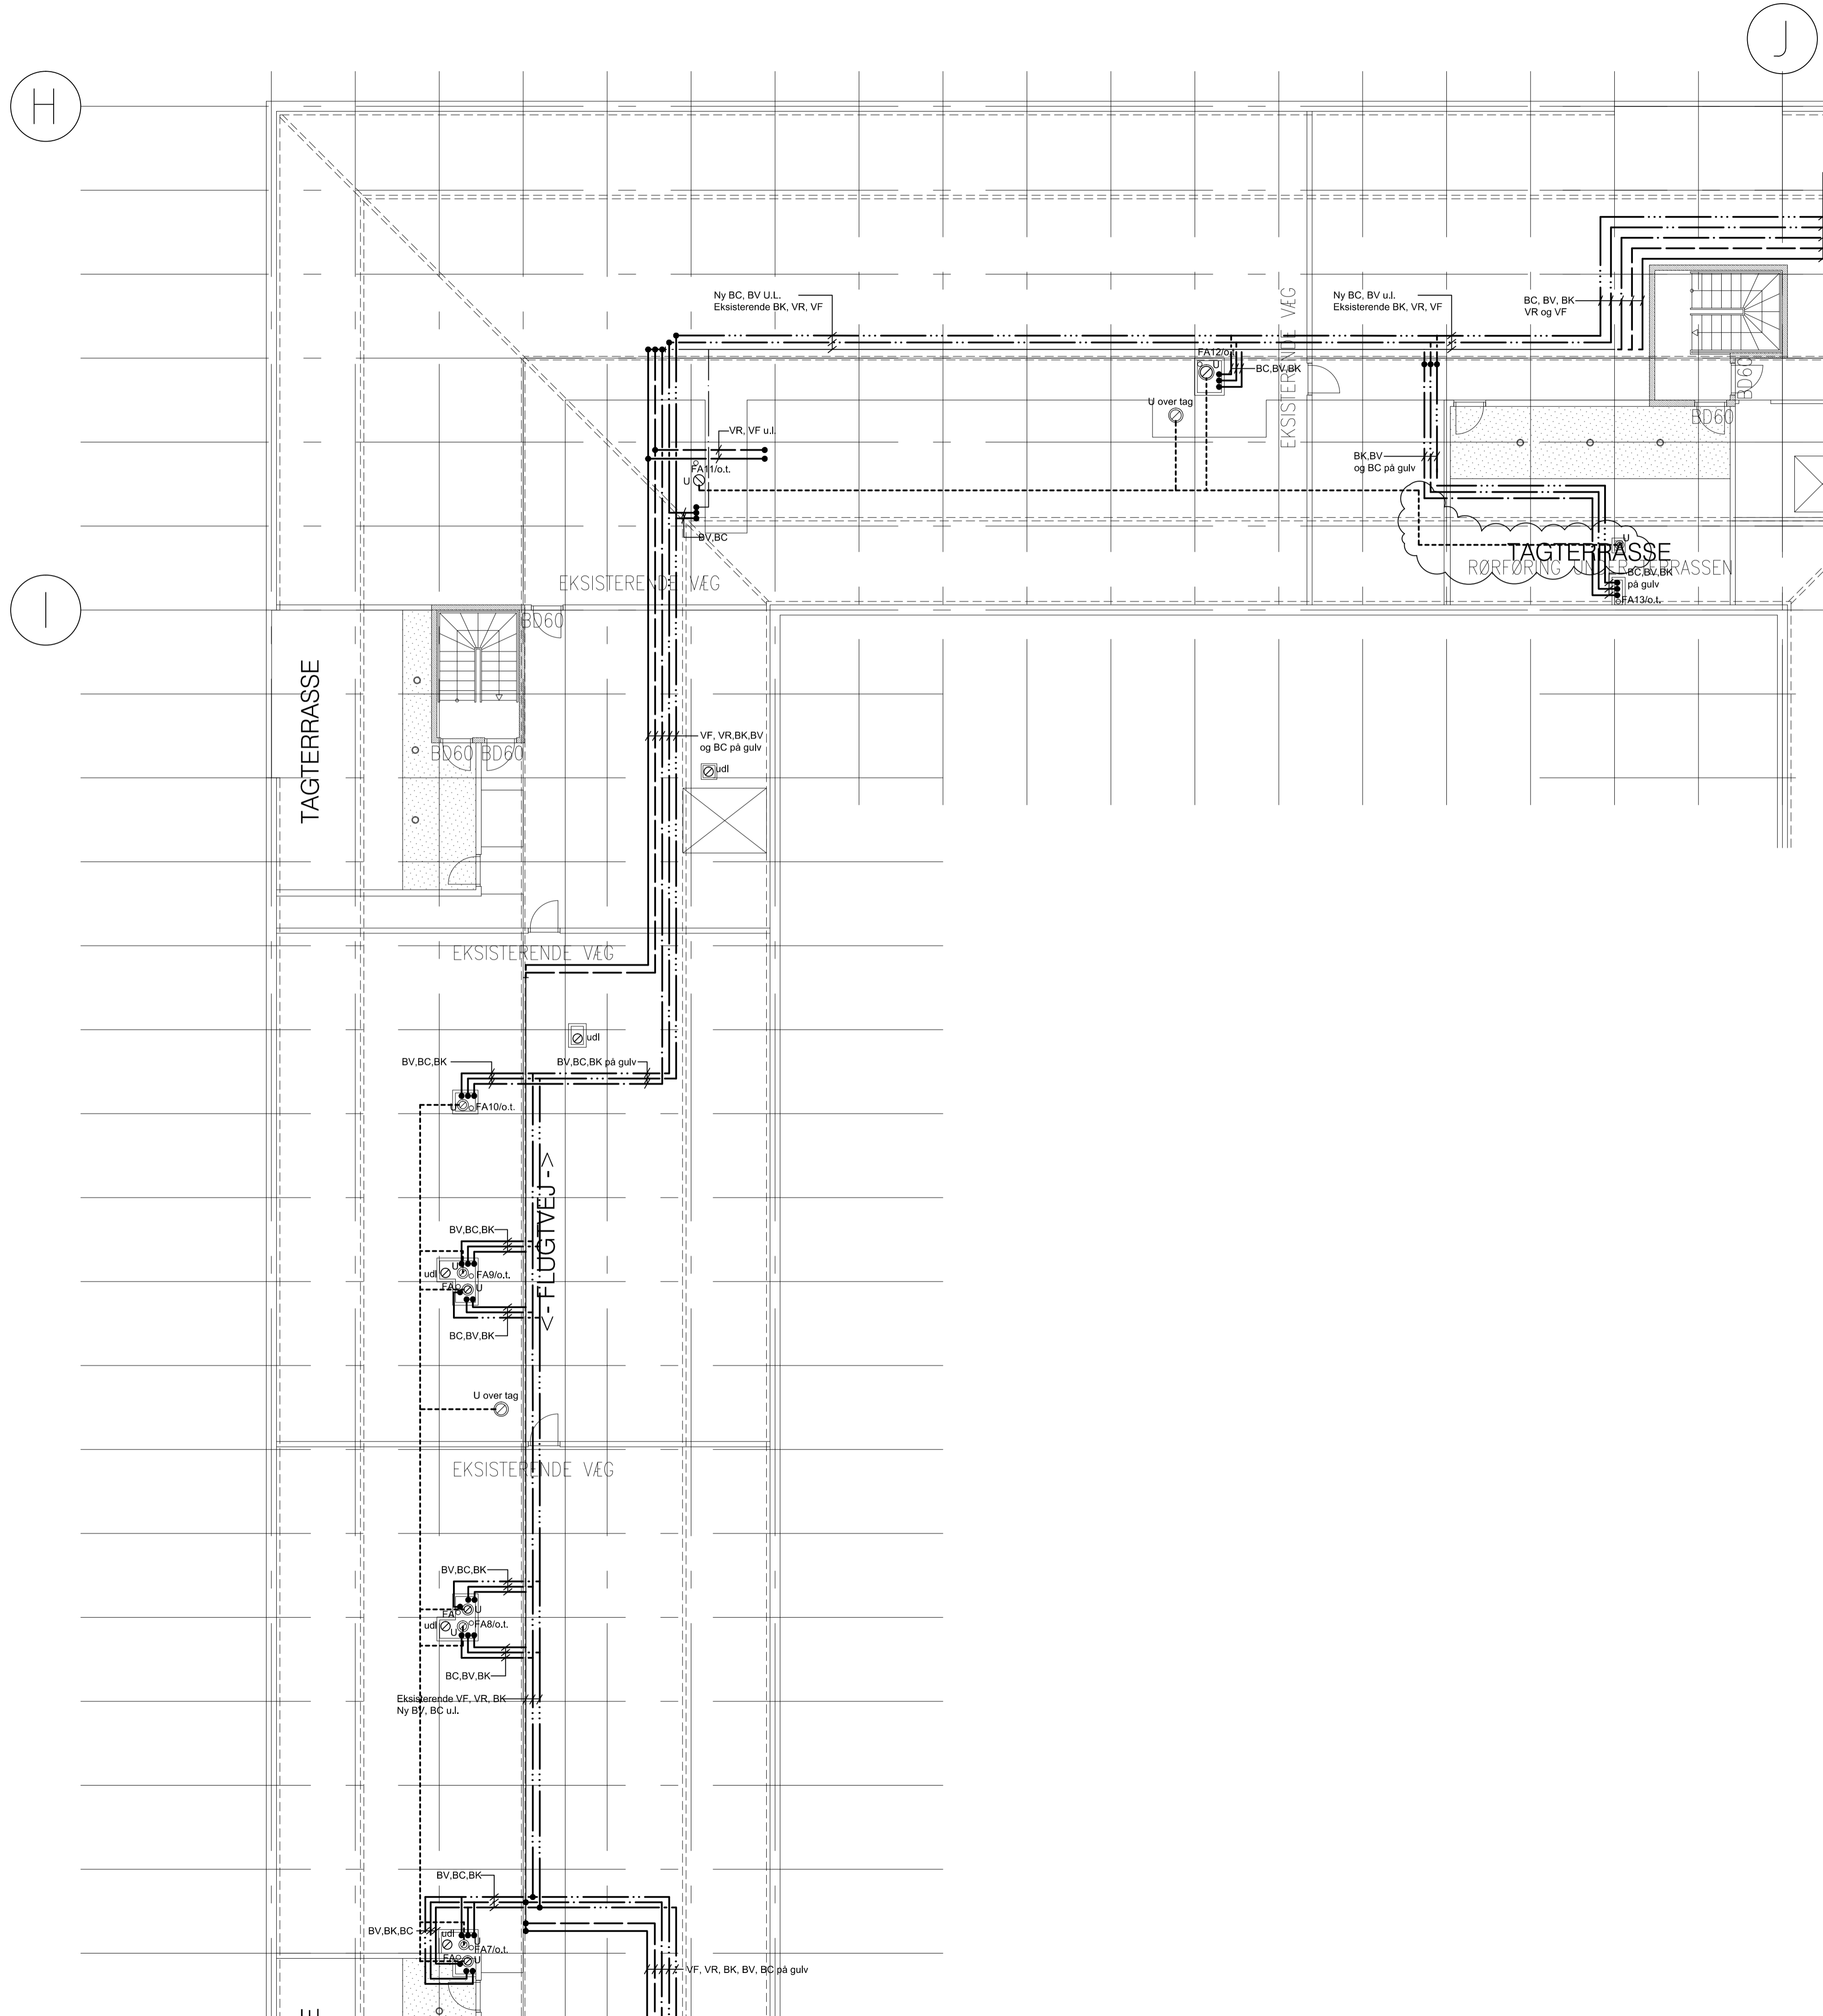 J
H
Ny BC, BV U.L.
Eksisterende BK, VR, VF
EKSISTERENDE VÆG
Ny BC, BV u.l.
Eksisterende BK, VR, VF
BC, BV, BK
VR og VF
FA12/o.t.
U
BC,BV,BK
BD60
U over tag
BD60
VR, VF u.l.
BK,BV
og BC på gulv
FA11/o.t.
U
BV,BC
U
TAGTERRASSE
RØRFØRING UNDER TERRASSEN
BC,BV,BK
på gulv
FA13/o.t.
EKSISTERENDE VÆG
I
BD60
TAGTERRASSE
BD60
BD60
VF, VR,BK,BV
og BC på gulv
udl
EKSISTERENDE VÆG
udl
BV,BC,BK
BV,BC,BK på gulv
U
FA10/o.t.
<- FLUGTVEJ ->
BV,BC,BK
U
udl
FA9/o.t.
FA
U
BC,BV,BK
U over tag
EKSISTERENDE VÆG
BV,BC,BK
FA
U
udl
U
FA8/o.t.
BC,BV,BK
Eksisterende VF, VR, BK
Ny BV, BC u.l.
BV,BC,BK
BV,BK,BC
udl
U
FA7/o.t.
FA
U
VF, VR, BK, BV, BC på gulv